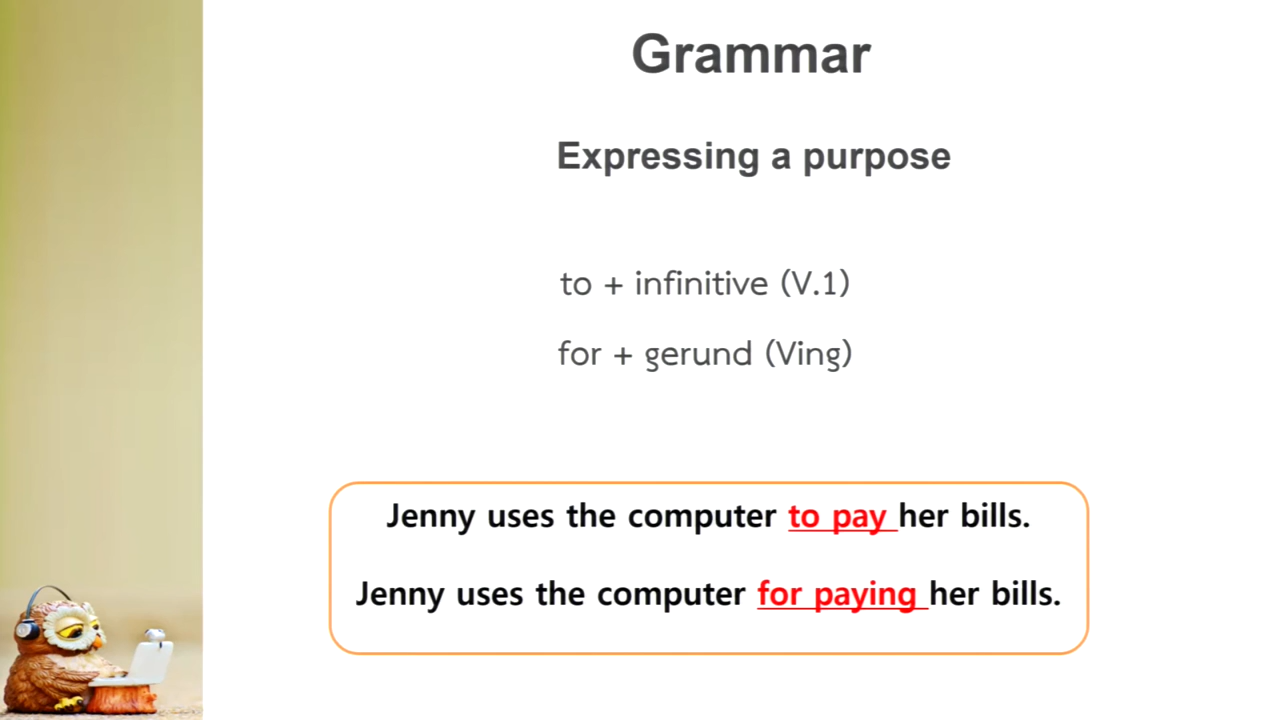 Grammar
Expressing a purpose
to + infinitive (V.1)
for + gerund (Ving)
Jenny uses the computer to pay her bills.
Jenny uses the computer for paying her bills.